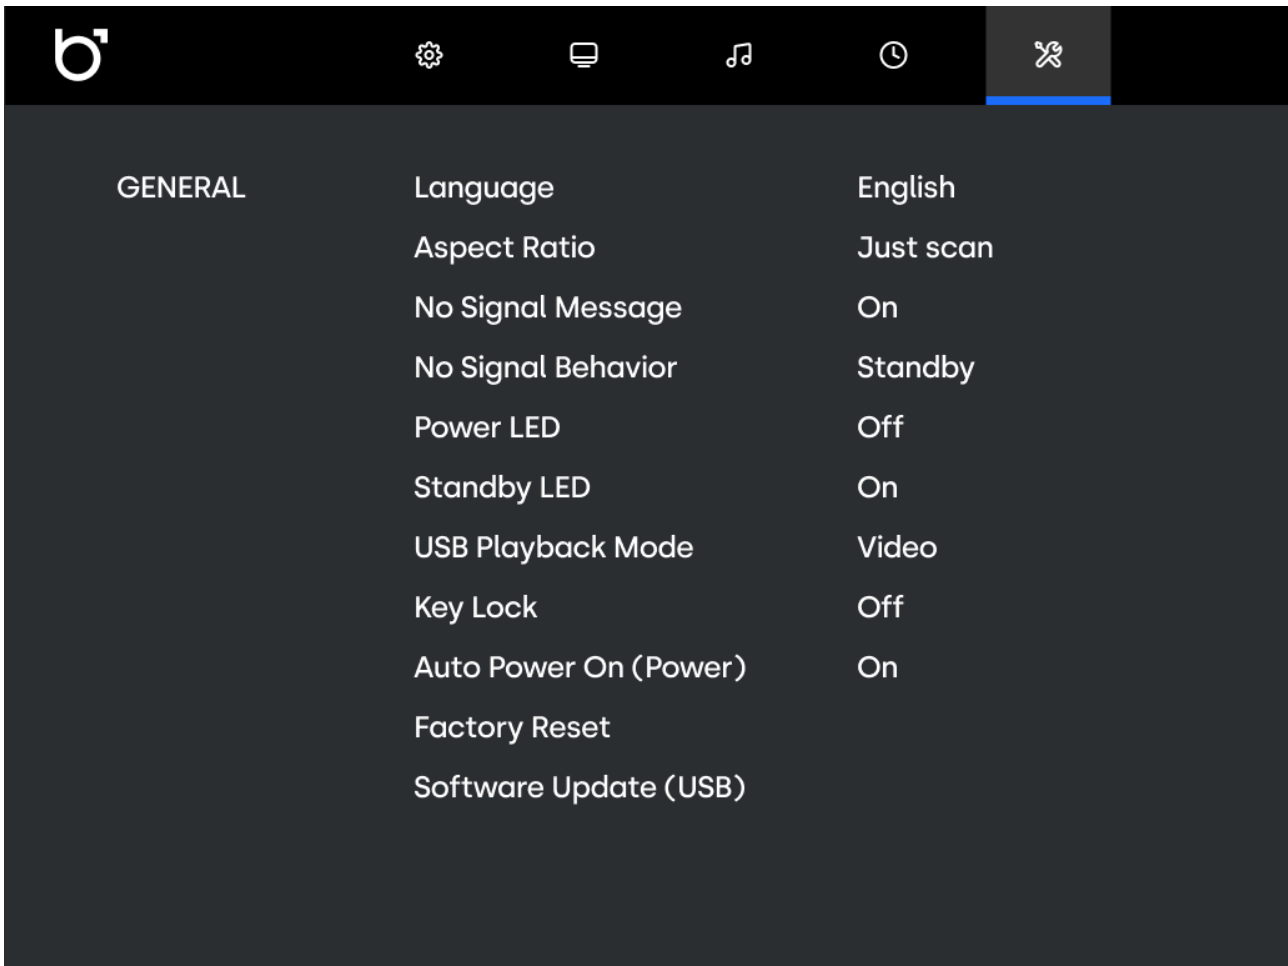 GENERAL
Language English
Aspect Ratio Just scan
No Signal Message On
No Signal Behavior Standby
Power LED Off
Standby LED On
USB Playback Mode Video
Key Lock Off
Auto Power On (Power) On
Factory Reset
Software Update (USB)